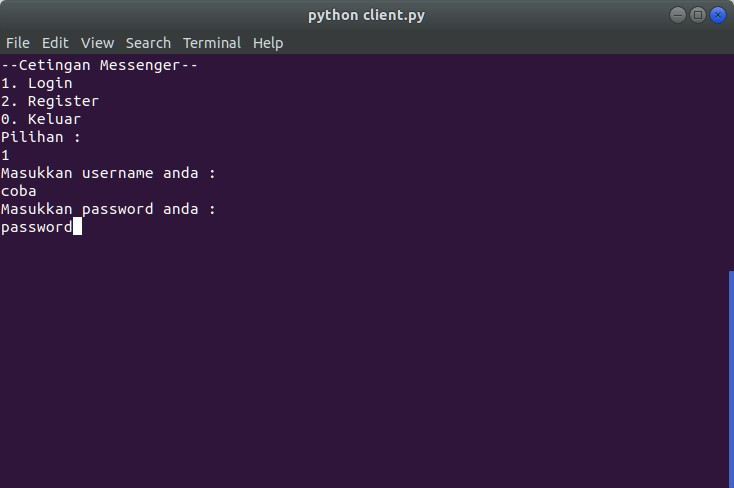 python client.py
File Edit View Search Terminal Help
--Cetingan Messenger--
1. Login
2. Register
0. Keluar
Pilihan :
1
Masukkan username anda :
coba
Masukkan password anda :
password